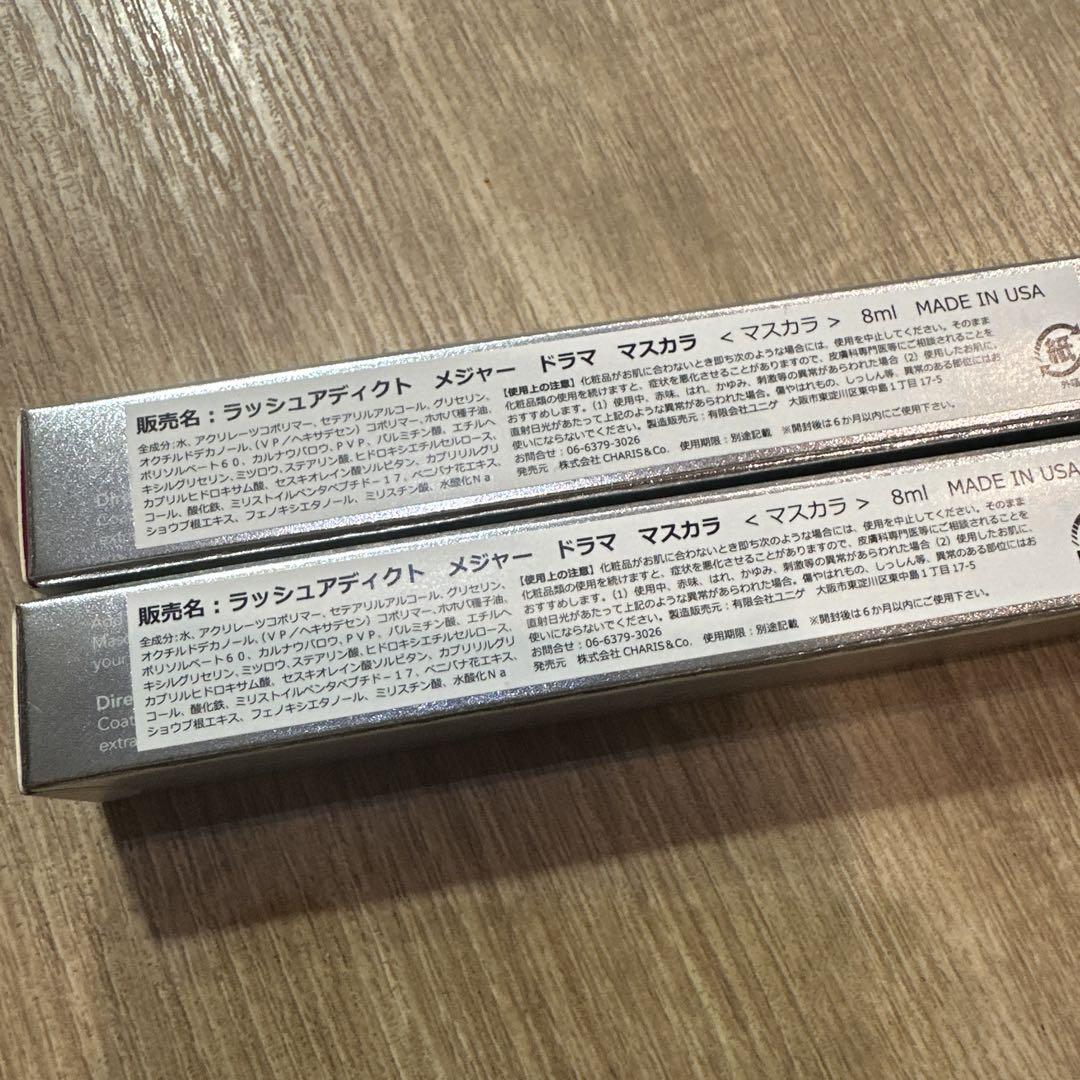 販売名：ラッシュアディクト　メジャー　ドラマ　マスカラ　＜マスカラ＞　8ml　MADE IN USA
全成分：水、アクリレーツコポリマー、セテアリルアルコール、グリセリン、
オクチルドデカノール、（ＶＰ／ヘキサデセン）コポリマー、ホホバ種子油、
ポリソルベート６０、カルナウバロウ、ＰＶＰ、パルミチン酸、エチルヘ
キシルグリセリン、ミツロウ、ステアリン酸、ヒドロキシエチルセルロース、
カプリルヒドロキサム酸、セスキオレイン酸ソルビタン、カプリリルグリ
コール、酸化鉄、ミリストイルペンタペプチド－１７、ベニバナ花エキス、
ショウブ根エキス、フェノキシエタノール、ミリスチン酸、水酸化Ｎａ
【使用上の注意】化粧品がお肌に合わないとき即ち次のような場合には、使用を中止してください。そのまま
化粧品類の使用を続けますと、症状を悪化させることがありますので、皮膚科専門医等にご相談されることを
おすすめします。（1）使用中、赤味、はれ、かゆみ、刺激等の異常があらわれた場合（2）使用したお肌に、
直射日光があたって上記のような異常があらわれた場合。傷やはれもの、しっしん等、異常のある部位にはお
使いにならないでください。製造販売元：有限会社ユニゲ　大阪市東淀川区東中島１丁目17-5
お問合せ：06-6379-3026
発売元　株式会社 CHARIS＆Co.　使用期限：別途記載　※開封後は６か月以内にご使用ください。
紙
外箱
販売名：ラッシュアディクト　メジャー　ドラマ　マスカラ　＜マスカラ＞　8ml　MADE IN USA
全成分：水、アクリレーツコポリマー、セテアリルアルコール、グリセリン、
オクチルドデカノール、（ＶＰ／ヘキサデセン）コポリマー、ホホバ種子油、
ポリソルベート６０、カルナウバロウ、ＰＶＰ、パルミチン酸、エチルヘ
キシルグリセリン、ミツロウ、ステアリン酸、ヒドロキシエチルセルロース、
カプリルヒドロキサム酸、セスキオレイン酸ソルビタン、カプリリルグリ
コール、酸化鉄、ミリストイルペンタペプチド－１７、ベニバナ花エキス、
ショウブ根エキス、フェノキシエタノール、ミリスチン酸、水酸化Ｎａ
【使用上の注意】化粧品がお肌に合わないとき即ち次のような場合には、使用を中止してください。そのまま
化粧品類の使用を続けますと、症状を悪化させることがありますので、皮膚科専門医等にご相談されることを
おすすめします。（1）使用中、赤味、はれ、かゆみ、刺激等の異常があらわれた場合（2）使用したお肌に、
直射日光があたって上記のような異常があらわれた場合。傷やはれもの、しっしん等、異常のある部位にはお
使いにならないでください。製造販売元：有限会社ユニゲ　大阪市東淀川区東中島１丁目17-5
お問合せ：06-6379-3026
発売元　株式会社 CHARIS＆Co.　使用期限：別途記載　※開封後は６か月以内にご使用ください。
your
Dire
Coat
extra